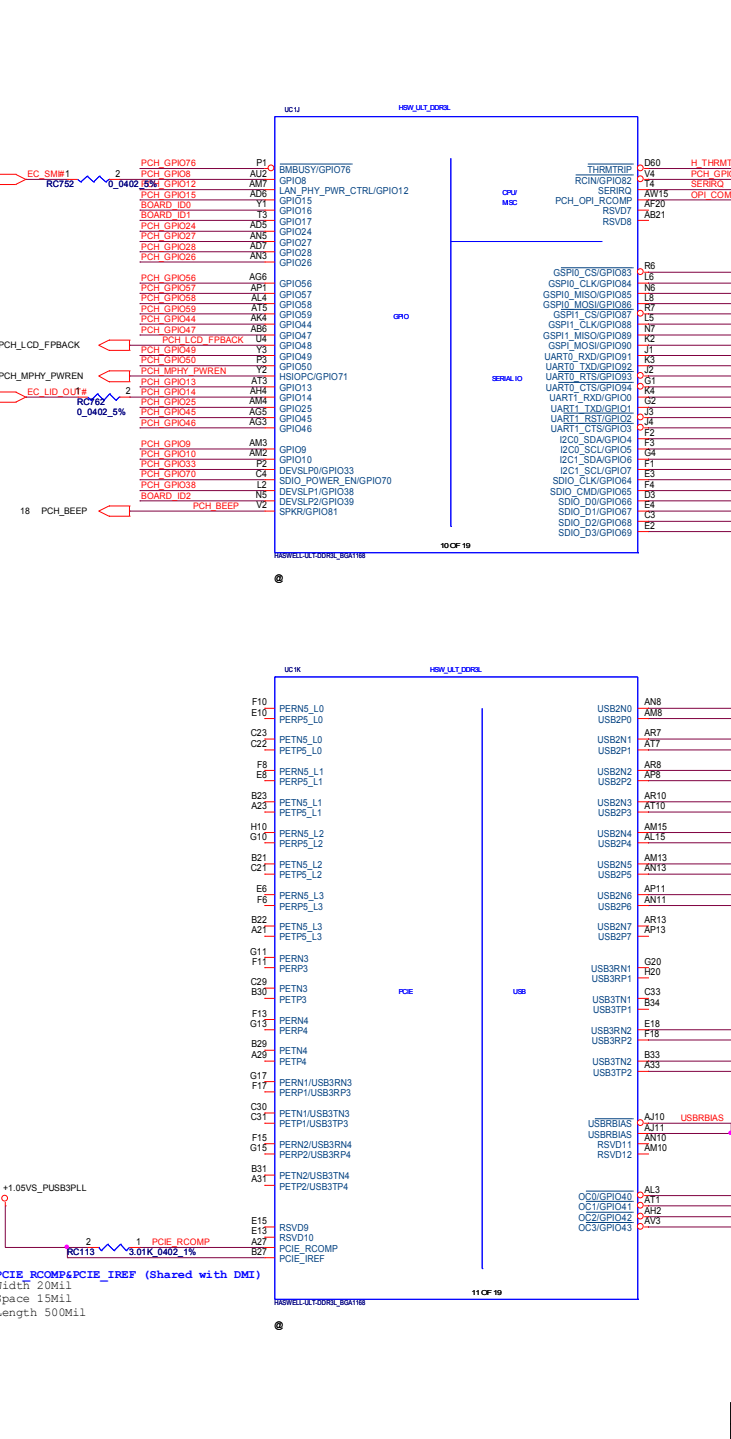 UC1J HSW_ULT_DDR3L
PCH_GPIO76 P1 BMBUSY/GPIO76 THRMTRIP D60 H_THRMT
EC_SMI# 1 RC752 2 0_0402_5% PCH_GPIO8 AU2 GPIO8 RCIN/GPIO82 V4 PCH_GPIO
PCH_GPIO12 AM7 LAN_PHY_PWR_CTRL/GPIO12 SERIRQ T4 SERIRQ
PCH_GPIO15 AD6 GPIO15 PCH_OPI_RCOMP AW15 OPI_COM
BOARD_ID0 Y1 GPIO16 RSVD7 AF20
BOARD_ID1 T3 GPIO17 RSVD8 AB21
CPU/
MISC
PCH_GPIO24 AD5 GPIO24
PCH_GPIO27 AN5 GPIO27
PCH_GPIO28 AD7 GPIO28
PCH_GPIO26 AN3 GPIO26
PCH_GPIO56 AG6 GPIO56 GSPI0_CS/GPIO83 R6
PCH_GPIO57 AP1 GPIO57 GSPI0_CLK/GPIO84 L6
PCH_GPIO58 AL4 GPIO58 GSPI0_MISO/GPIO85 N6
PCH_GPIO59 AT5 GPIO59 GSPI0_MOSI/GPIO86 L8
PCH_GPIO44 AK4 GPIO44 GSPI1_CS/GPIO87 R7
PCH_GPIO47 AB6 GPIO47 GSPI1_CLK/GPIO88 L5
PCH_LCD_FPBACK PCH_LCD_FPBACK U4 GPIO48 GSPI1_MISO/GPIO89 N7
PCH_GPIO49 Y3 GPIO49 GSPI_MOSI/GPIO90 K2
PCH_GPIO50 P3 GPIO50 UART0_RXD/GPIO91 J1
PCH_MPHY_PWREN PCH_MPHY_PWREN Y2 HSIOPC/GPIO71 UART0_TXD/GPIO92 K3
PCH_GPIO13 AT3 GPIO13 UART0_RTS/GPIO93 J2
EC_LID_OUT# 1 RC762 2 0_0402_5% PCH_GPIO14 AH4 GPIO14 UART0_CTS/GPIO94 G1
PCH_GPIO25 AM4 GPIO25 UART1_RXD/GPIO0 K4
PCH_GPIO45 AG5 GPIO45 UART1_TXD/GPIO1 G2
PCH_GPIO46 AG3 GPIO46 UART1_RST/GPIO2 J3
UART1_CTS/GPIO3 J4
GPIO
SERIAL IO
I2C0_SDA/GPIO4 F2
PCH_GPIO9 AM3 GPIO9 I2C0_SCL/GPIO5 F3
PCH_GPIO10 AM2 GPIO10 I2C1_SDA/GPIO6 G4
PCH_GPIO33 P2 DEVSLP0/GPIO33 I2C1_SCL/GPIO7 F1
PCH_GPIO70 C4 SDIO_POWER_EN/GPIO70 SDIO_CLK/GPIO64 E3
PCH_GPIO38 L2 DEVSLP1/GPIO38 SDIO_CMD/GPIO65 F4
BOARD_ID2 N5 DEVSLP2/GPIO39 SDIO_D0/GPIO66 D3
18 PCH_BEEP PCH_BEEP V2 SPKR/GPIO81 SDIO_D1/GPIO67 E4
SDIO_D2/GPIO68 C3
SDIO_D3/GPIO69 E2
10 OF 19
HASWELL-ULT-DDR3L_BGA1168
@
UC1K HSW_ULT_DDR3L
F10 PERN5_L0 USB2N0 AN8
E10 PERP5_L0 USB2P0 AM8
C23 PETN5_L0 USB2N1 AR7
C22 PETP5_L0 USB2P1 AT7
F8 PERN5_L1 USB2N2 AR8
E8 PERP5_L1 USB2P2 AP8
B23 PETN5_L1 USB2N3 AR10
A23 PETP5_L1 USB2P3 AT10
H10 PERN5_L2 USB2N4 AM15
G10 PERP5_L2 USB2P4 AL15
B21 PETN5_L2 USB2N5 AM13
C21 PETP5_L2 USB2P5 AN13
E6 PERN5_L3 USB2N6 AP11
F6 PERP5_L3 USB2P6 AN11
B22 PETN5_L3 USB2N7 AR13
A21 PETP5_L3 USB2P7 AP13
G11 PERN3 USB3RN1 G20
F11 PERP3 USB3RP1 H20
C29 PETN3 USB3TN1 C33
B30 PETP3 USB3TP1 B34
PCIE USB
F13 PERN4 USB3RN2 E18
G13 PERP4 USB3RP2 F18
B29 PETN4 USB3TN2 B33
A29 PETP4 USB3TP2 A33
G17 PERN1/USB3RN3
F17 PERP1/USB3RP3
C30 PETN1/USB3TN3 USBRBIAS AJ10 USBRBIAS
C31 PETP1/USB3TP3 USBRBIAS AJ11
F15 PERN2/USB3RN4 RSVD11 AN10
G15 PERP2/USB3RP4 RSVD12 AM10
B31 PETN2/USB3TN4
A31 PETP2/USB3TP4
+1.05VS_PUSB3PLL
OC0/GPIO40 AL3
OC1/GPIO41 AT1
OC2/GPIO42 AH2
OC3/GPIO43 AV3
E15 RSVD9
E13 RSVD10
2 RC113 1 3.01K_0402_1% PCIE_RCOMP A27 PCIE_RCOMP
B27 PCIE_IREF
PCIE_RCOMP&PCIE_IREF (Shared with DMI)
Width 20Mil
Space 15Mil
Length 500Mil
11 OF 19
HASWELL-ULT-DDR3L_BGA1168
@